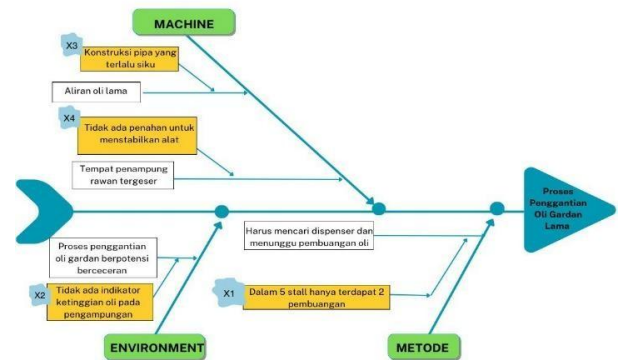 MACHINE
X3
Konstruksi pipa yang
terlalu siku
Aliran oli lama
X4
Tidak ada penahan untuk
menstabilkan alat
Tempat penampung
rawan tergeser
Proses
Penggantian
Oli Gardan
Lama
Harus mencari dispenser dan
menunggu pembuangan oli
Proses penggantian
oli gardan berpotensi
berceceran
X2
Tidak ada indikator
ketinggian oli pada
pengampungan
X1
Dalam 5 stall hanya terdapat 2
pembuangan
ENVIRONMENT
METODE